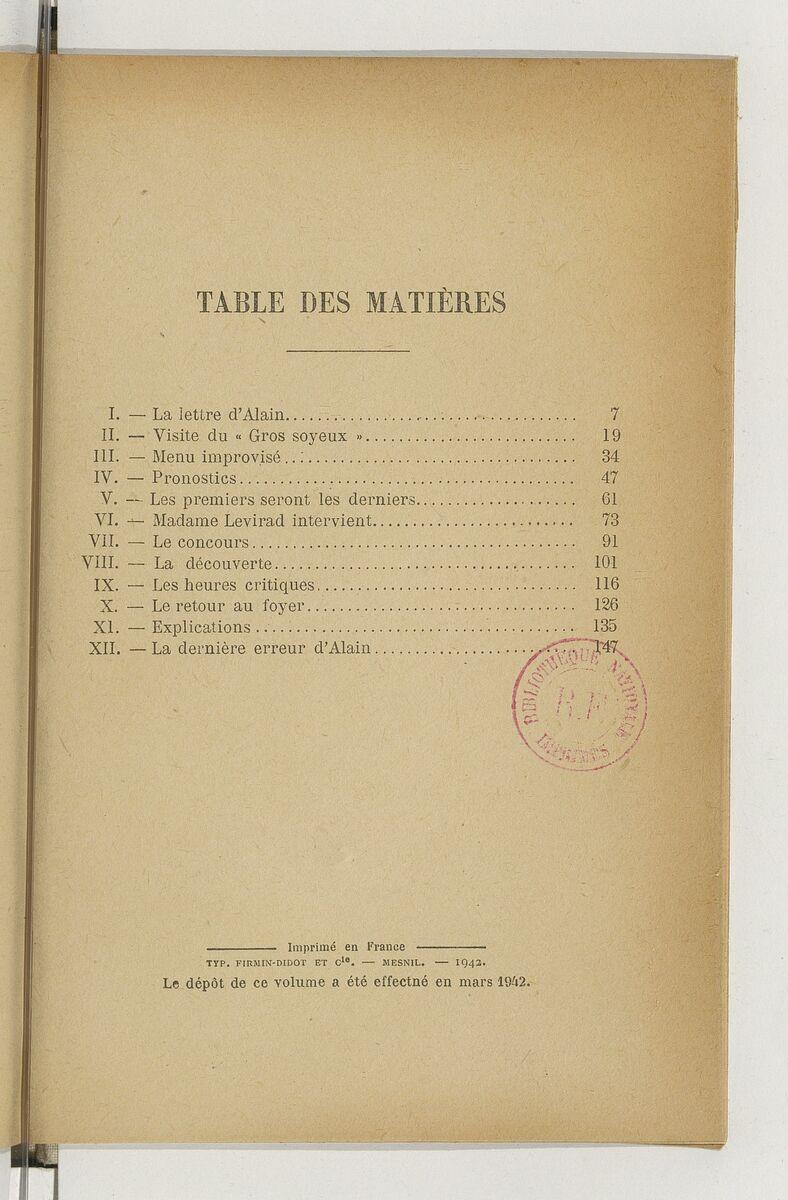 TABLE DES MATIÈRES
I. — La lettre d'Alain........................................ 7
II. — Visite du « Gros soyeux »............................ 19
III. — Menu improvisé....................................... 34
IV. — Pronostics............................................ 47
V. — Les premiers seront les derniers..................... 61
VI. — Madame Levirad intervient............................ 73
VII. — Le concours.......................................... 91
VIII. — La découverte....................................... 101
IX. — Les heures critiques.................................. 116
X. — Le retour au foyer.................................... 126
XI. — Explications.......................................... 135
XII. — La dernière erreur d'Alain........................... 147
BIBLIOTHÈQUE NATIONALE
R.F
IMPRIMÉS
Imprimé en France
TYP. FIRMIN-DIDOT ET Cie. — MESNIL. — 1942.
Le dépôt de ce volume a été effectné en mars 1942.